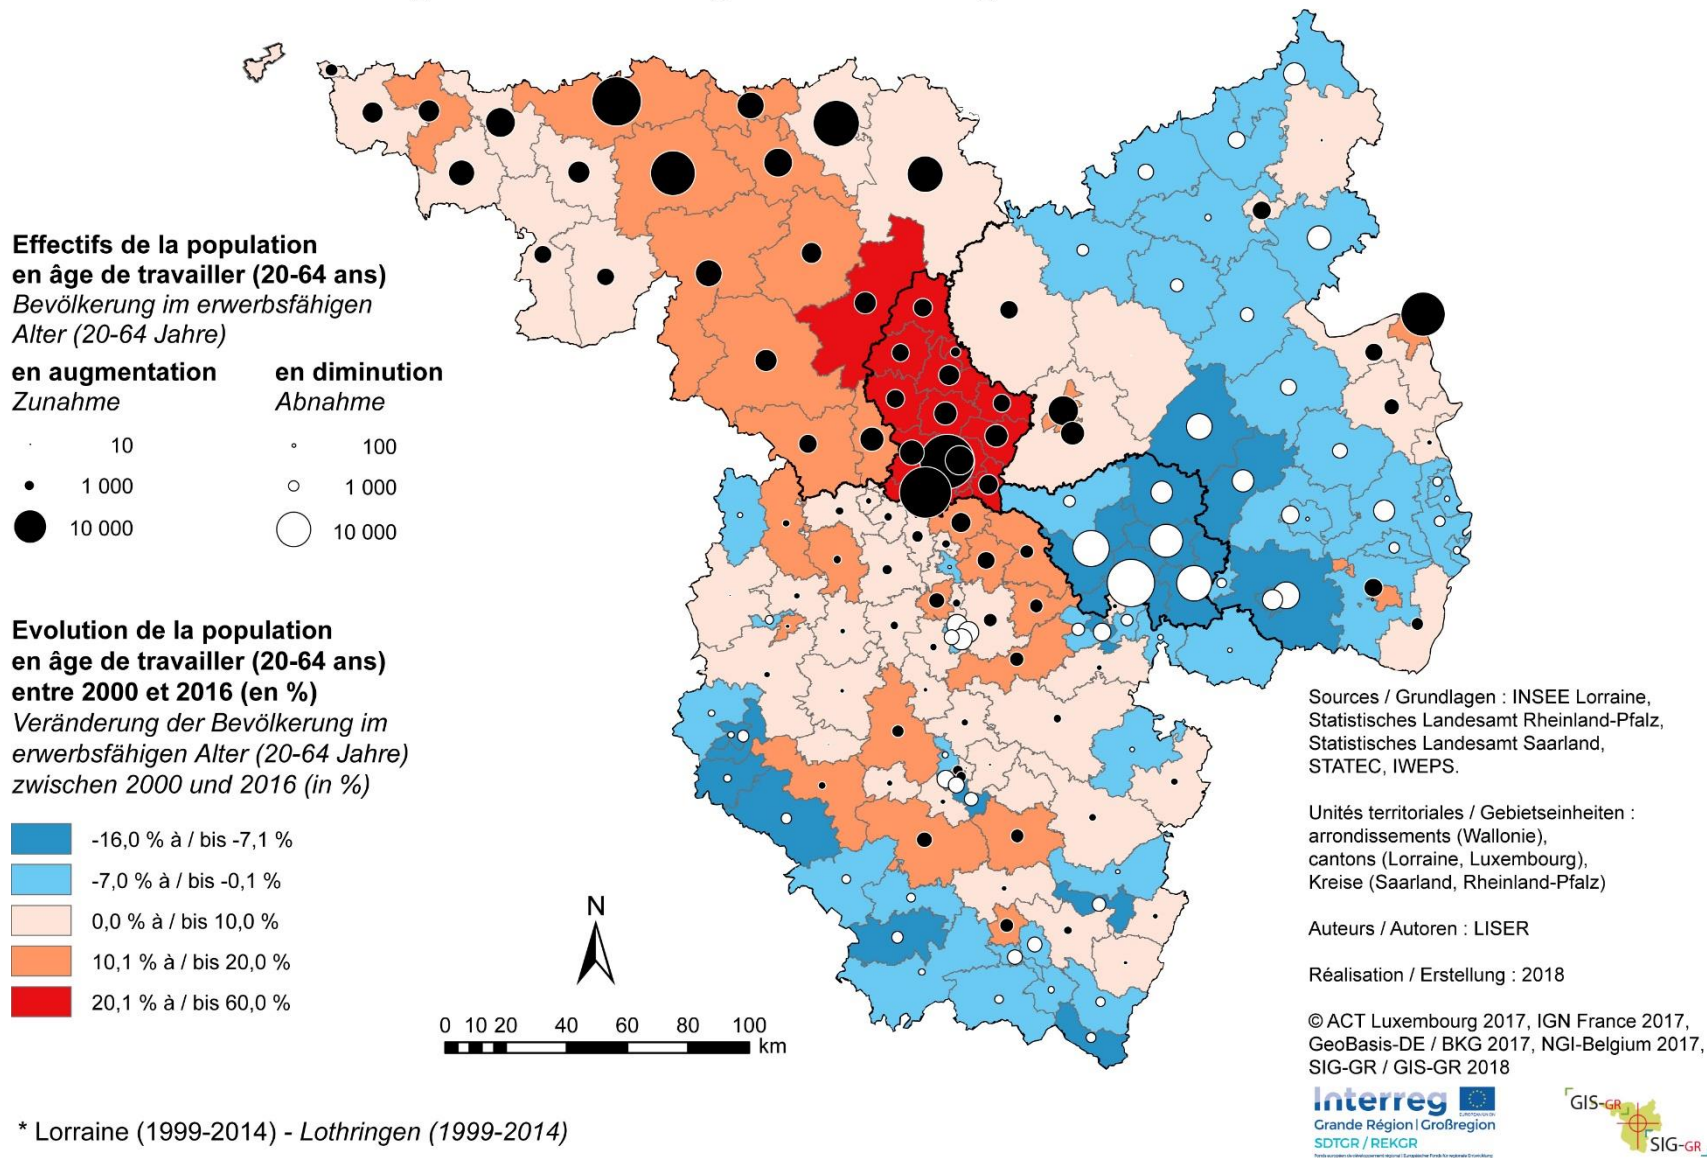 Effectifs de la population
en âge de travailler (20-64 ans)
Bevölkerung im erwerbsfähigen
Alter (20-64 Jahre)
en augmentation
Zunahme
en diminution
Abnahme
10
100
1 000
1 000
10 000
10 000
Evolution de la population
en âge de travailler (20-64 ans)
entre 2000 et 2016 (en %)
Veränderung der Bevölkerung im
erwerbsfähigen Alter (20-64 Jahre)
zwischen 2000 und 2016 (in %)
-16,0 % à / bis -7,1 %
-7,0 % à / bis -0,1 %
0,0 % à / bis 10,0 %
10,1 % à / bis 20,0 %
20,1 % à / bis 60,0 %
N
0 10 20 40 60 80 100
km
* Lorraine (1999-2014) - Lothringen (1999-2014)
Sources / Grundlagen : INSEE Lorraine,
Statistisches Landesamt Rheinland-Pfalz,
Statistisches Landesamt Saarland,
STATEC, IWEPS.
Unités territoriales / Gebietseinheiten :
arrondissements (Wallonie),
cantons (Lorraine, Luxembourg),
Kreise (Saarland, Rheinland-Pfalz)
Auteurs / Autoren : LISER
Réalisation / Erstellung : 2018
© ACT Luxembourg 2017, IGN France 2017,
GeoBasis-DE / BKG 2017, NGI-Belgium 2017,
SIG-GR / GIS-GR 2018
Interreg
Grande Région | Großregion
SDTGR / REKGR
GIS-GR
SIG-GR